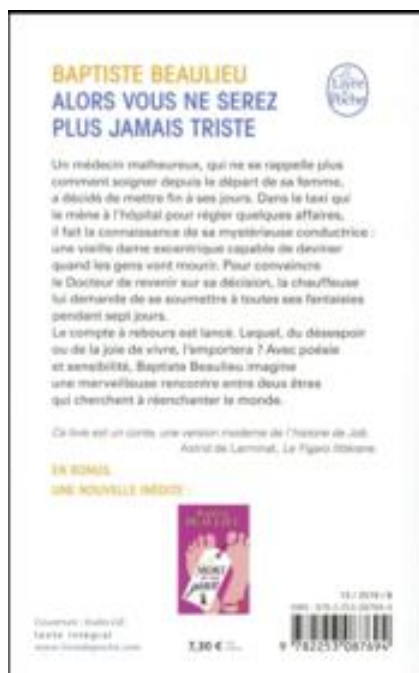 BAPTISTE BEAULIEU
ALORS VOUS NE SEREZ
PLUS JAMAIS TRISTE
Le Livre de Poche
Un médecin malheureux, qui ne se rappelle plus
comment soigner depuis le départ de sa femme,
a décidé de mettre fin à ses jours. Dans le taxi qui
le mène à l'hôpital pour régler quelques affaires,
il fait la connaissance de sa mystérieuse conductrice :
une vieille dame excentrique capable de deviner
quand les gens vont mourir. Pour convaincre
le Docteur de revenir sur sa décision, la chauffeuse
lui demande de se soumettre à toutes ses fantaisies
pendant sept jours.
Le compte à rebours est lancé. Lequel, du désespoir
ou de la joie de vivre, l'emportera ? Avec poésie
et sensibilité, Baptiste Beaulieu imagine
une merveilleuse rencontre entre deux êtres
qui cherchent à réenchanter le monde.
Ce livre est un conte, une version moderne de l'histoire de Job.
Astrid de Larminat, Le Figaro littéraire.
EN BONUS,
UNE NOUVELLE INÉDITE :
BEAULIEU
Couverture : Studio LGF.
texte intégral
www.livredepoche.com
7,30 €
9 782253 087694